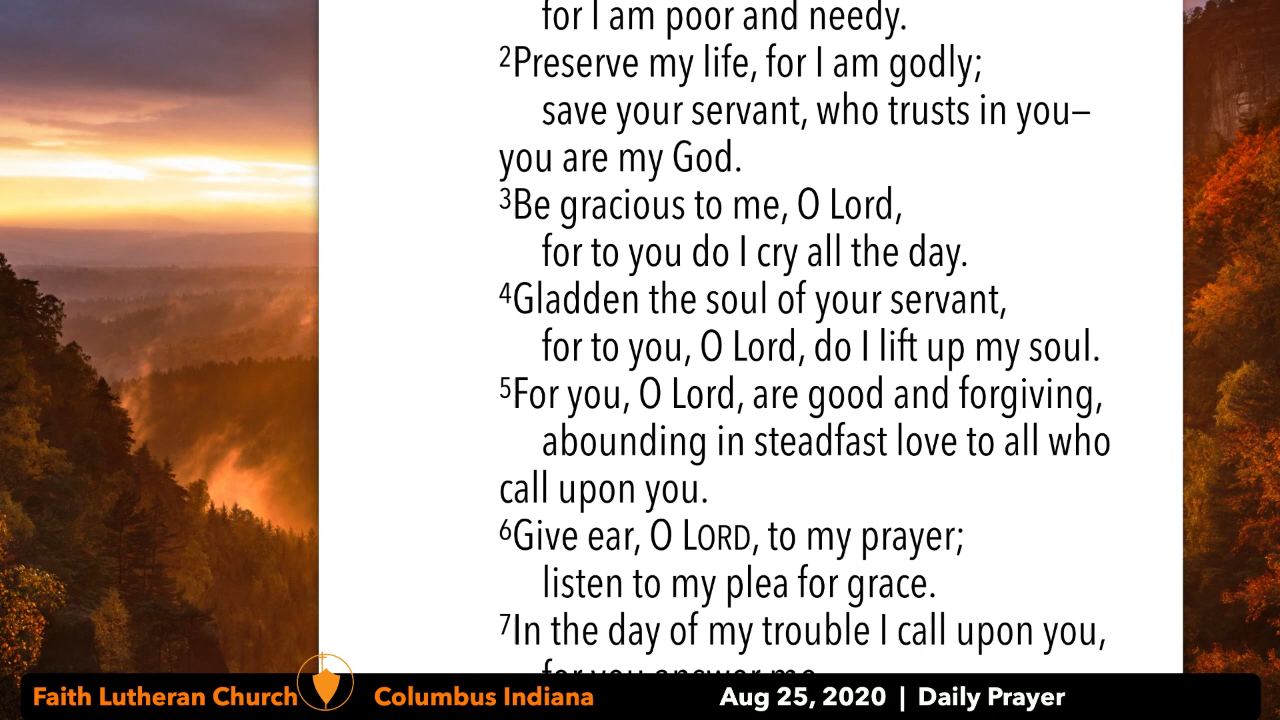 for I am poor and needy.
²Preserve my life, for I am godly;
save your servant, who trusts in you—
you are my God.
³Be gracious to me, O Lord,
for to you do I cry all the day.
⁴Gladden the soul of your servant,
for to you, O Lord, do I lift up my soul.
⁵For you, O Lord, are good and forgiving,
abounding in steadfast love to all who
call upon you.
⁶Give ear, O LORD, to my prayer;
listen to my plea for grace.
⁷In the day of my trouble I call upon you,
for you answer me.
Faith Lutheran Church Columbus Indiana Aug 25, 2020 | Daily Prayer